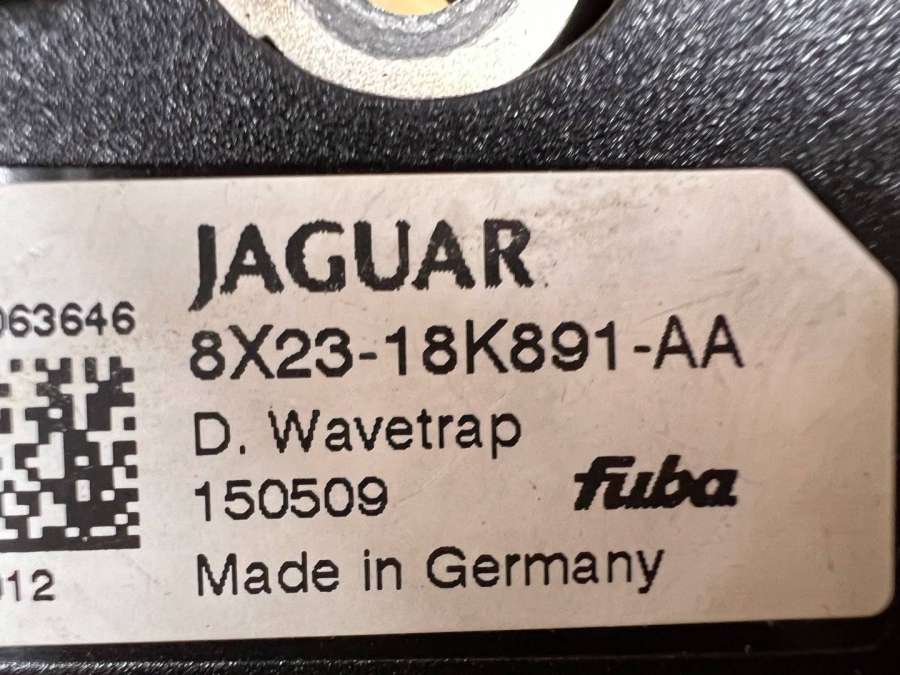 JAGUAR
063646
8X23-18K891-AA
D. Wavetrap
150509
fuba
Made in Germany
012